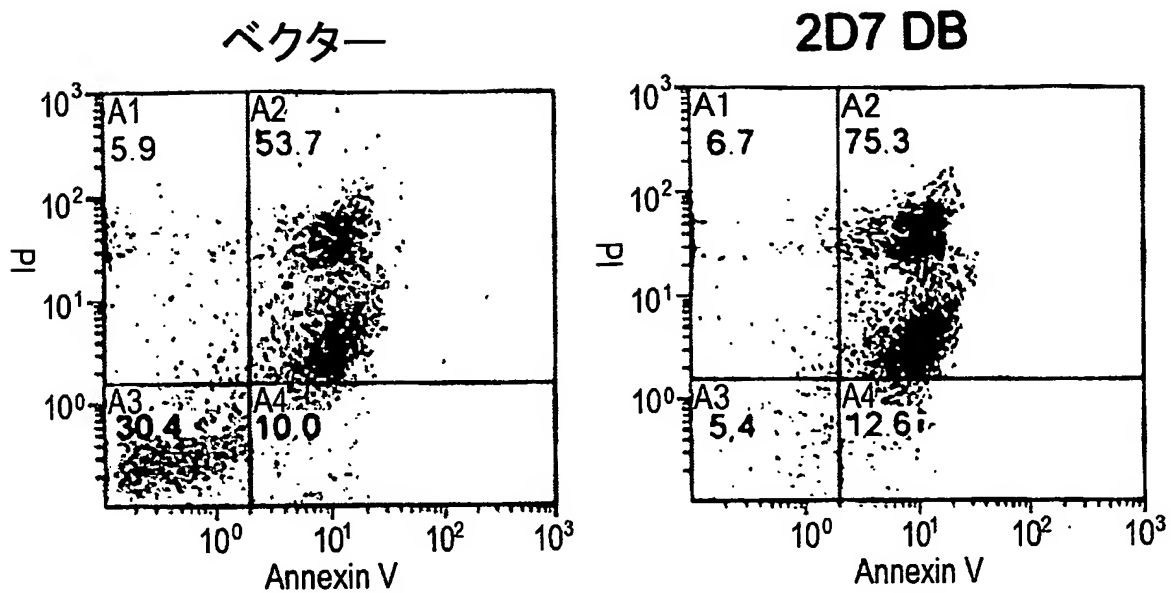 ベクター
2D7 DB
10³
A1
5.9
A2
53.7
10²
PI
10¹
10⁰
A3
30.4
A4
10.0
10⁰ 10¹ 10² 10³
Annexin V
10³
A1
6.7
A2
75.3
10²
PI
10¹
10⁰
A3
5.4
A4
12.6
10⁰ 10¹ 10² 10³
Annexin V